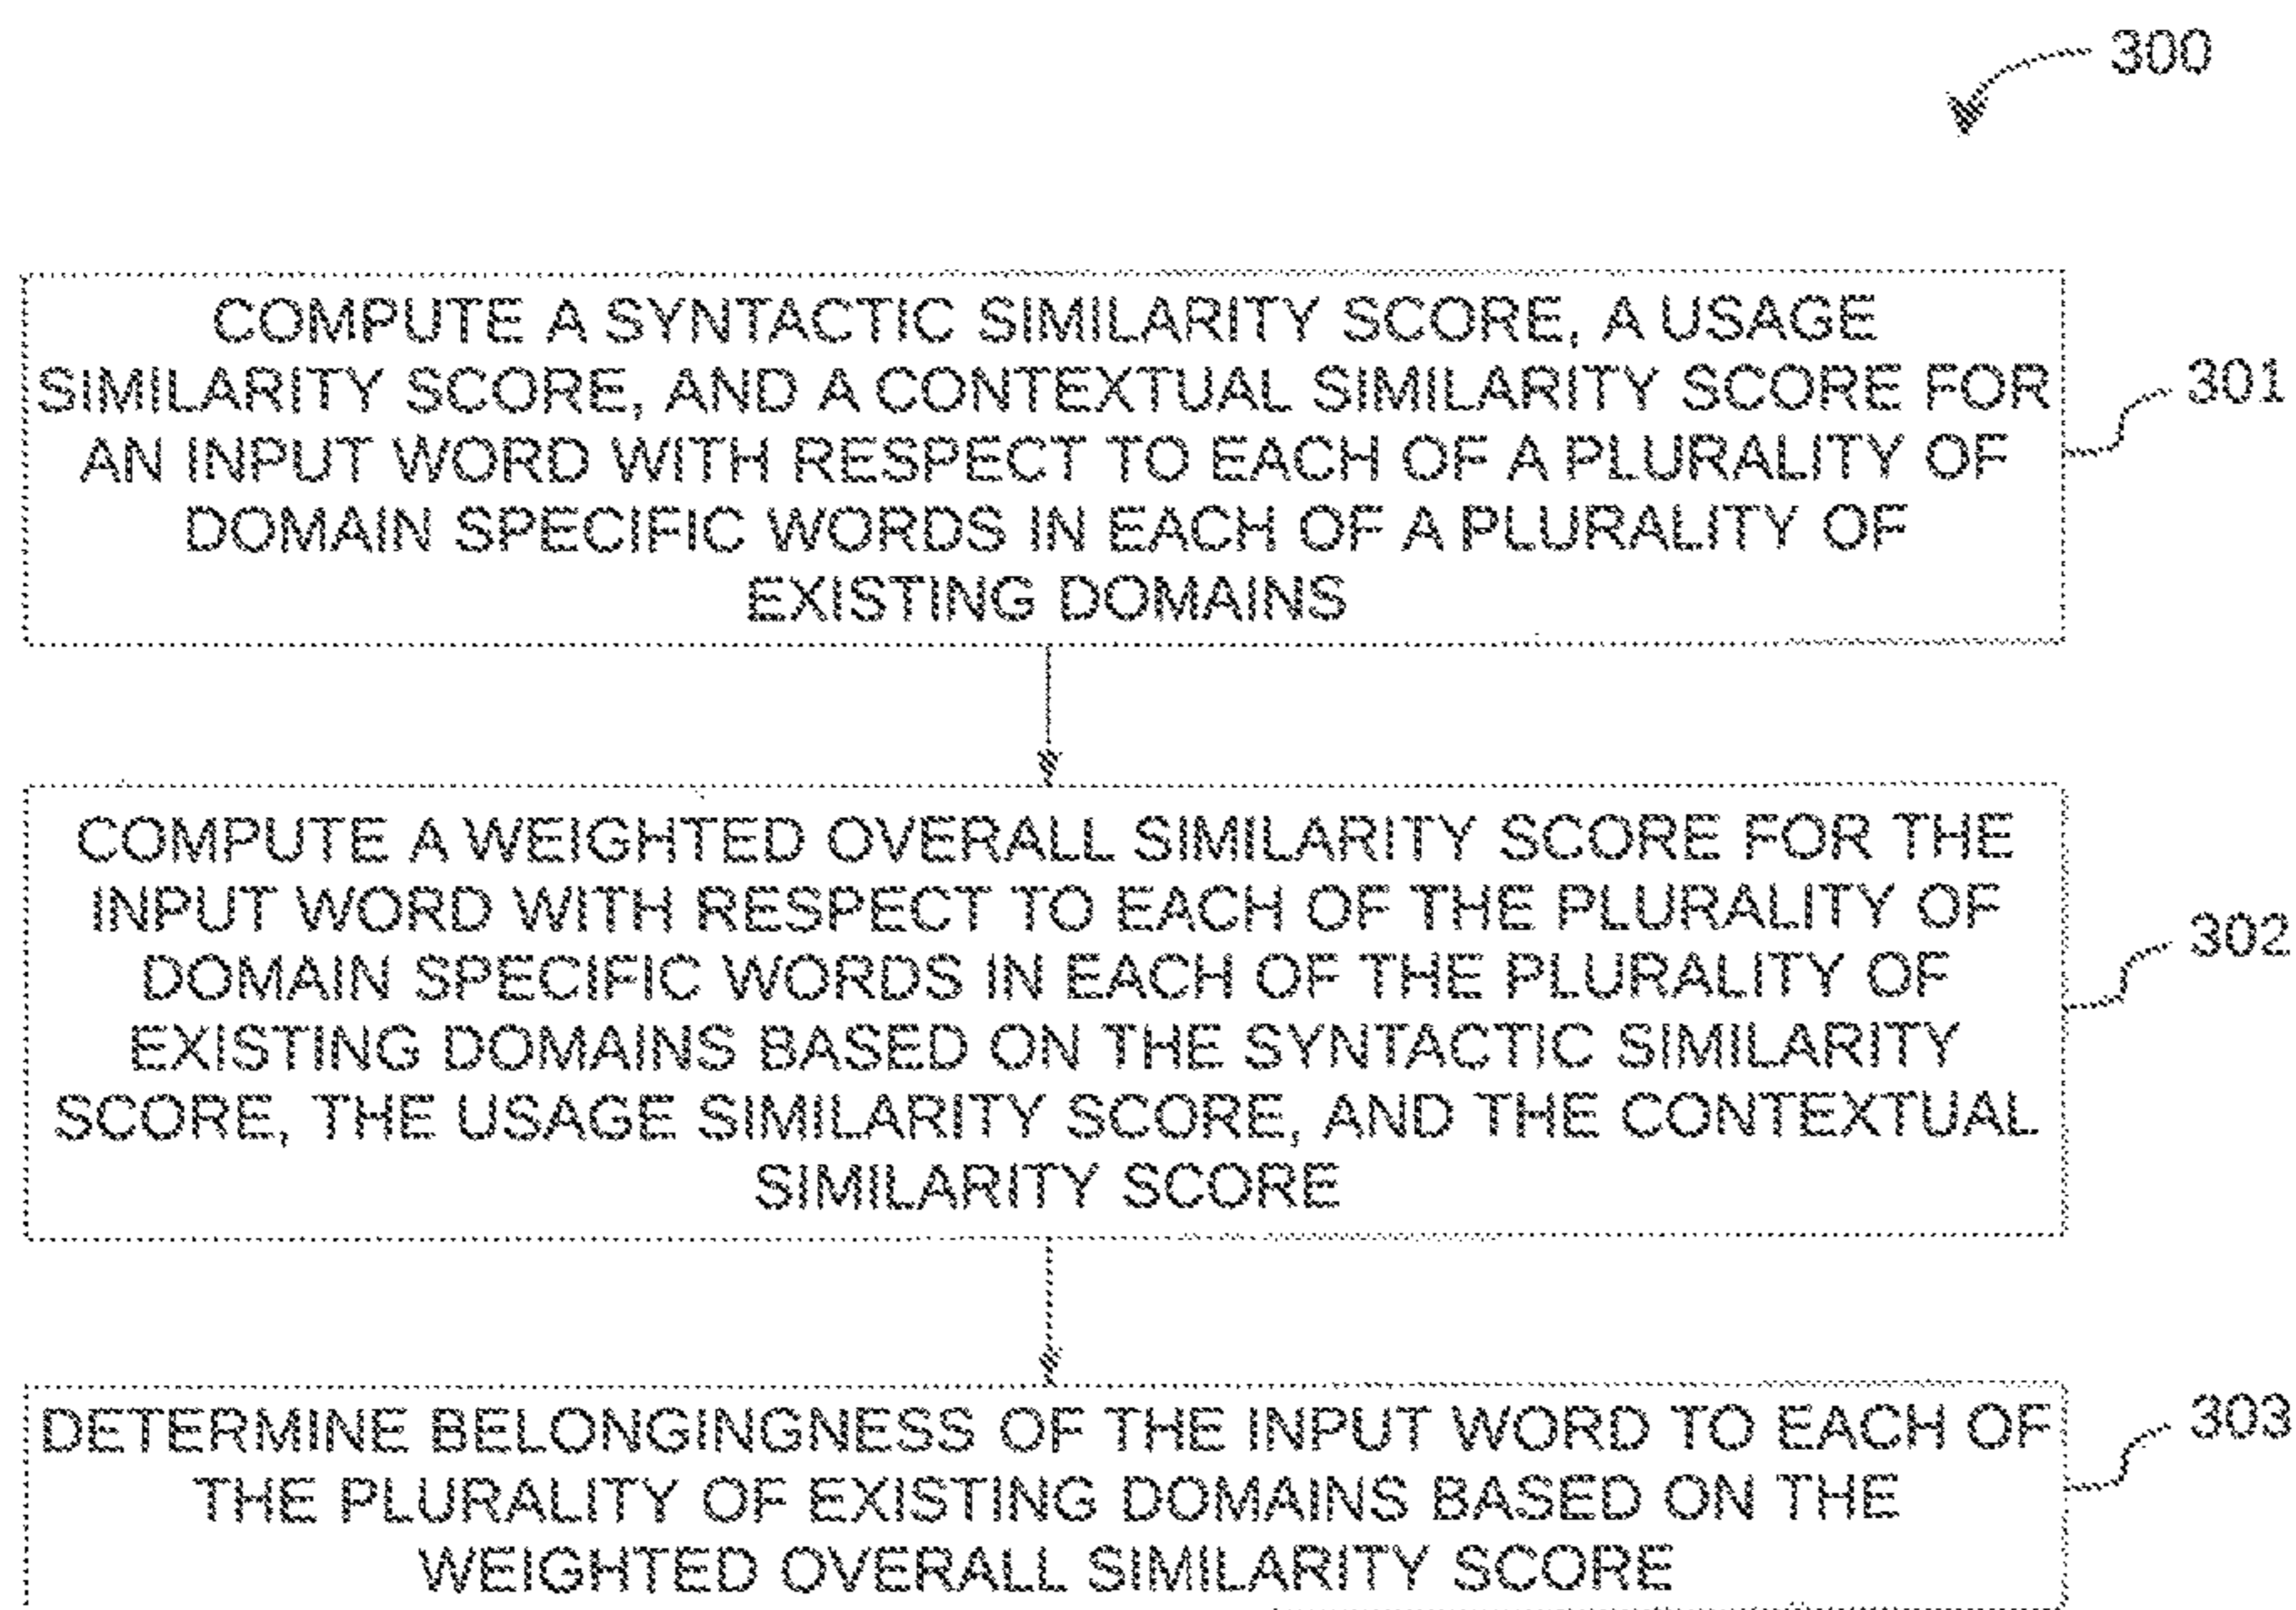 300
COMPUTE A SYNTACTIC SIMILARITY SCORE, A USAGE
SIMILARITY SCORE, AND A CONTEXTUAL SIMILARITY SCORE FOR
AN INPUT WORD WITH RESPECT TO EACH OF A PLURALITY OF
DOMAIN SPECIFIC WORDS IN EACH OF A PLURALITY OF
EXISTING DOMAINS
301
COMPUTE A WEIGHTED OVERALL SIMILARITY SCORE FOR THE
INPUT WORD WITH RESPECT TO EACH OF THE PLURALITY OF
DOMAIN SPECIFIC WORDS IN EACH OF THE PLURALITY OF
EXISTING DOMAINS BASED ON THE SYNTACTIC SIMILARITY
SCORE, THE USAGE SIMILARITY SCORE, AND THE CONTEXTUAL
SIMILARITY SCORE
302
DETERMINE BELONGINGNESS OF THE INPUT WORD TO EACH OF
THE PLURALITY OF EXISTING DOMAINS BASED ON THE
WEIGHTED OVERALL SIMILARITY SCORE
303